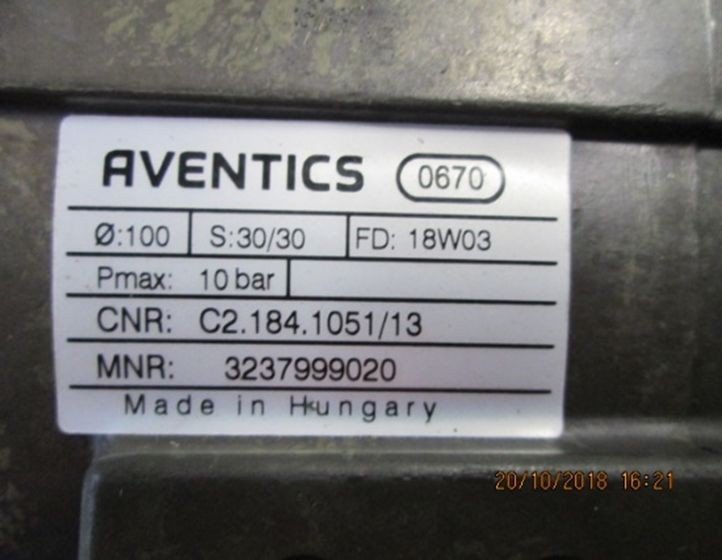 AVENTICS 0670
Ø:100 S:30/30 FD: 18W03
Pmax: 10 bar
CNR: C2.184.1051/13
MNR: 3237999020
Made in Hungary
20/10/2018 16:21